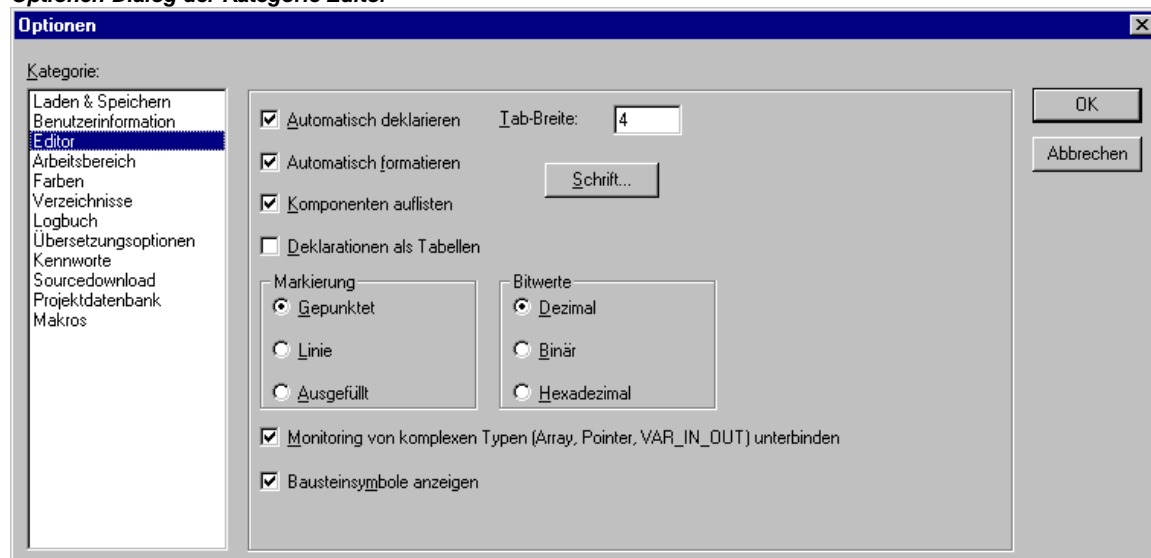 Optionen Dialog der Kategorie Editor
Optionen
Kategorie:
Laden & Speichern
Benutzerinformation
Editor
Arbeitsbereich
Farben
Verzeichnisse
Logbuch
Übersetzungsoptionen
Kennworte
Sourcedownload
Projektdatenbank
Makros
Automatisch deklarieren
Tab-Breite: 4
Automatisch formatieren
Schrift...
Komponenten auflisten
Deklarationen als Tabellen
Markierung
Gepunktet
Linie
Ausgefüllt
Bitwerte
Dezimal
Binär
Hexadezimal
Monitoring von komplexen Typen (Array, Pointer, VAR_IN_OUT) unterbinden
Bausteinsymbole anzeigen
OK
Abbrechen